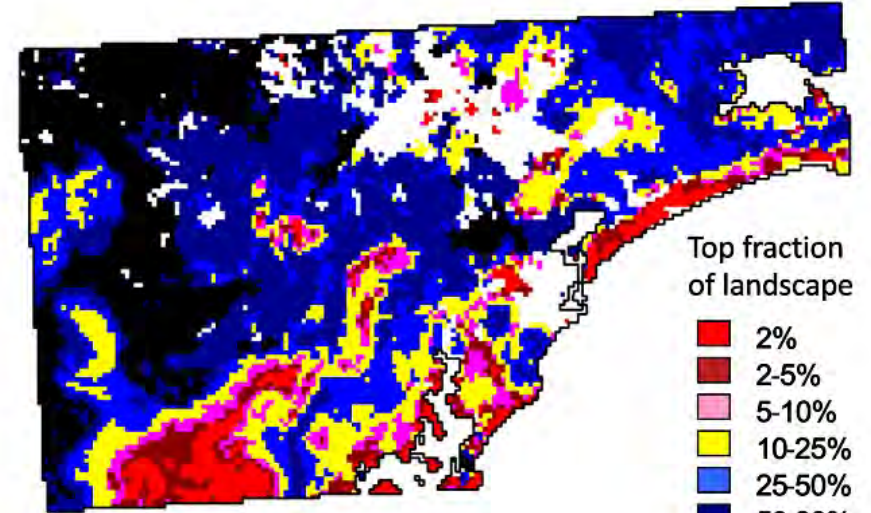 Top fraction
of landscape
2%
2-5%
5-10%
10-25%
25-50%